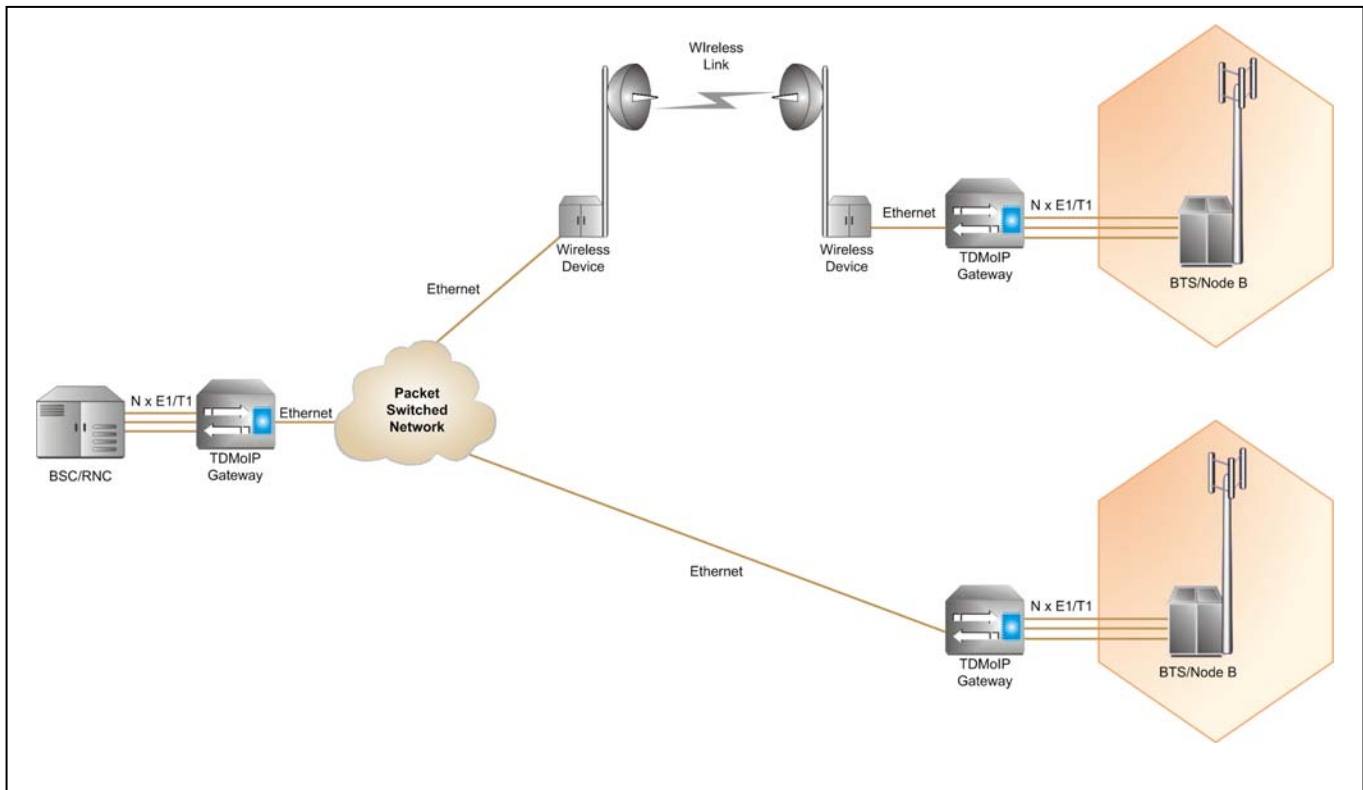 WIreless
Link
Wireless
Device
Ethernet
Wireless
Device
Ethernet
TDMoIP
Gateway
N x E1/T1
BTS/Node B
BSC/RNC
N x E1/T1
TDMoIP
Gateway
Ethernet
Packet
Switched
Network
Ethernet
TDMoIP
Gateway
N x E1/T1
BTS/Node B